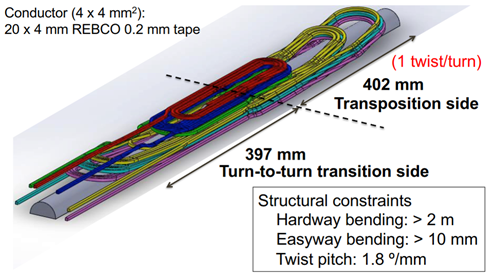 Conductor (4 x 4 mm²):
20 x 4 mm REBCO 0.2 mm tape
(1 twist/turn)
402 mm
Transposition side
397 mm
Turn-to-turn transition side
Structural constraints
Hardway bending: > 2 m
Easyway bending: > 10 mm
Twist pitch: 1.8 º/mm